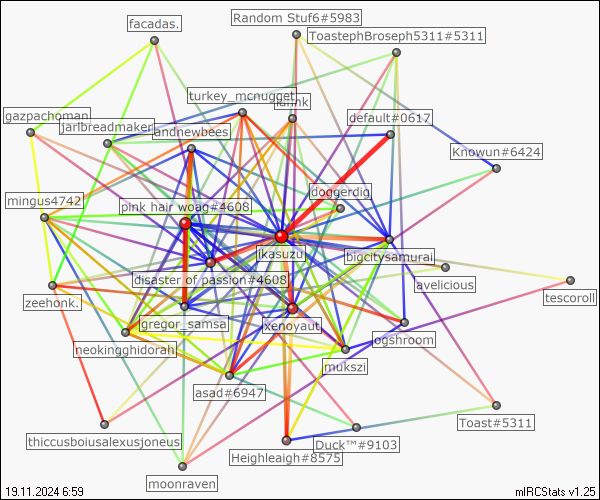 Random Stuf6#5983
facadas.
ToastephBroseph5311#5311
turkey_mcnugget
gazpachoman
default#0617
jarlbreadmaker
landnewbees
Knowun#6424
doggerdig
mingus4742
pink hair woag#4608
ikasuzu
bigcitysamurai
disaster of passion#4608
avelicious
zeehonk.
tescoroll
gregor_samsa
xenoyaut
ogshroom
neokingghidorah
mukszi
asad#6947
Toast#5311
thiccusboiusalexusjoneus
Duck™#9103
Heighleigh#8575
moonraven
19.11.2024 6:59
mIRCStats v1.25